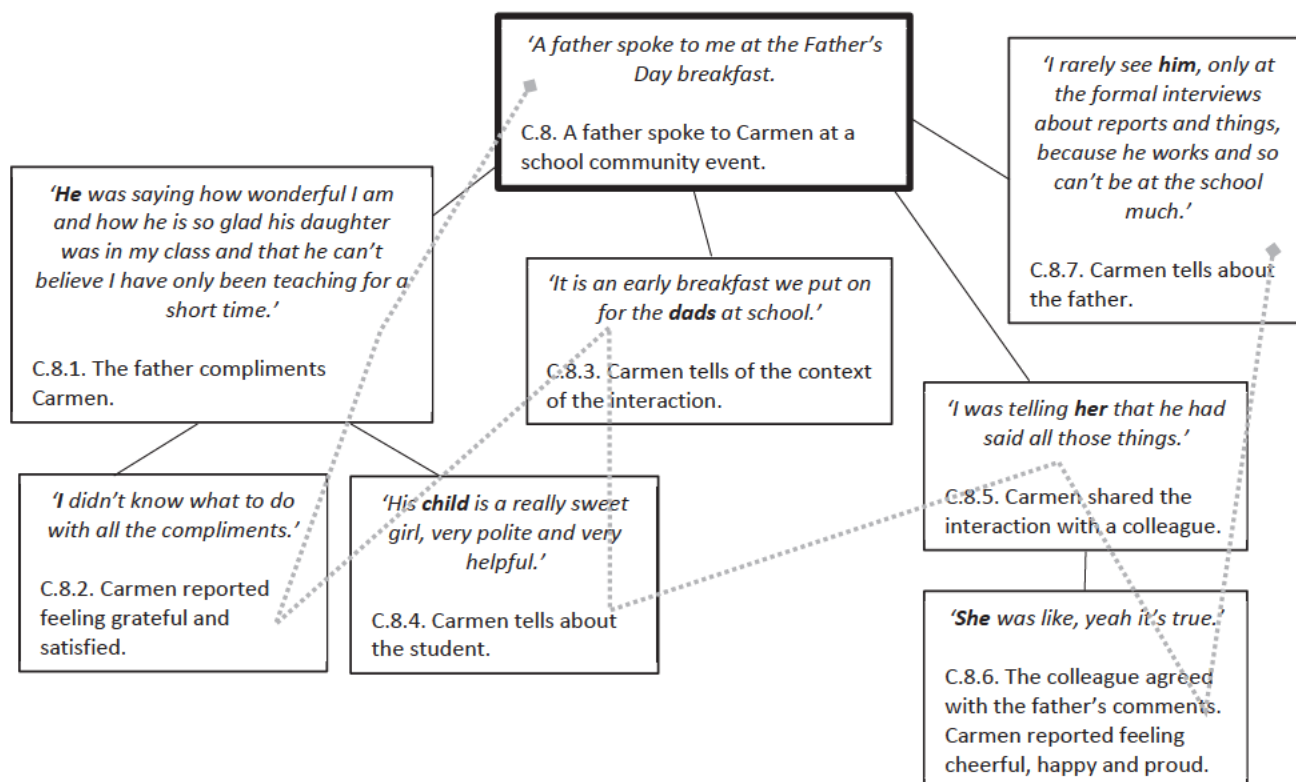 ‘A father spoke to me at the Father’s
Day breakfast.
C.8. A father spoke to Carmen at a
school community event.
‘He was saying how wonderful I am
and how he is so glad his daughter
was in my class and that he can’t
believe I have only been teaching for a
short time.’
C.8.1. The father compliments
Carmen.
‘I didn’t know what to do
with all the compliments.’
C.8.2. Carmen reported
feeling grateful and
satisfied.
‘It is an early breakfast we put on
for the dads at school.’
C.8.3. Carmen tells of the context
of the interaction.
‘His child is a really sweet
girl, very polite and very
helpful.’
C.8.4. Carmen tells about
the student.
‘I was telling her that he had
said all those things.’
C.8.5. Carmen shared the
interaction with a colleague.
‘She was like, yeah it’s true.’
C.8.6. The colleague agreed
with the father’s comments.
Carmen reported feeling
cheerful, happy and proud.
‘I rarely see him, only at
the formal interviews
about reports and things,
because he works and so
can’t be at the school
much.’
C.8.7. Carmen tells about
the father.